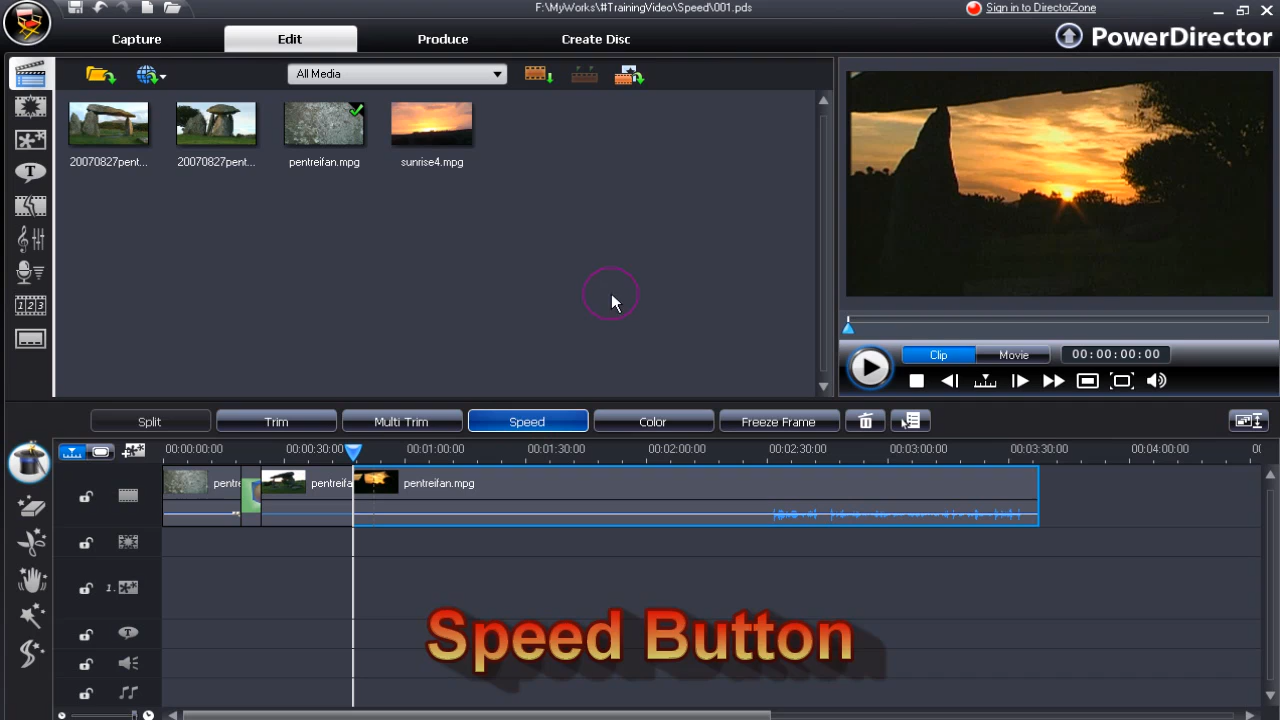 F:\MyWorks\#TrainingVideo\Speed\001.pds
Sign in to DirectorZone
Capture
Edit
Produce
Create Disc
PowerDirector
All Media
20070827pent...
20070827pent...
pentreifan.mpg
sunrise4.mpg
Clip
Movie
00:00:00:00
Split
Trim
Multi Trim
Speed
Color
Freeze Frame
00:00:00:00
00:00:30:00
00:01:00:00
00:01:30:00
00:02:00:00
00:02:30:00
00:03:00:00
00:03:30:00
00:04:00:00
00
pentre
pentreifa
pentreifan.mpg
1.
Speed Button